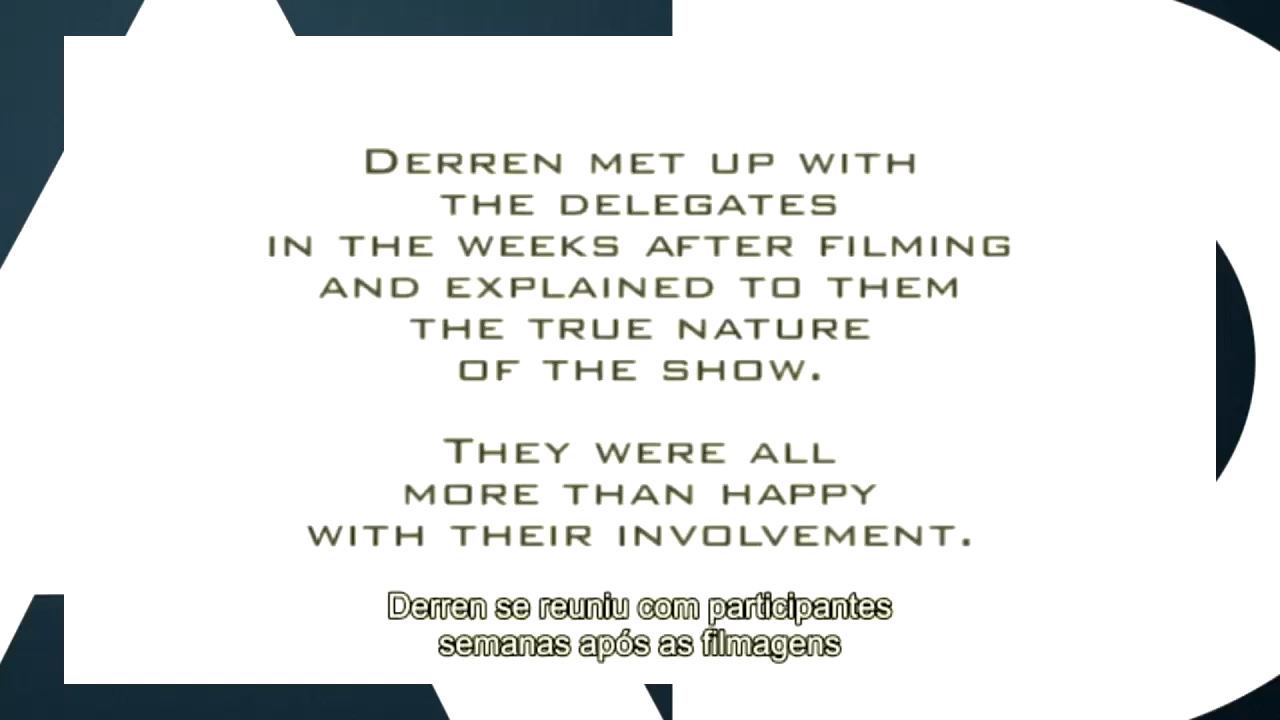 DERREN MET UP WITH
THE DELEGATES
IN THE WEEKS AFTER FILMING
AND EXPLAINED TO THEM
THE TRUE NATURE
OF THE SHOW.
THEY WERE ALL
MORE THAN HAPPY
WITH THEIR INVOLVEMENT.
Derren se reuniu com participantes
semanas após as filmagens